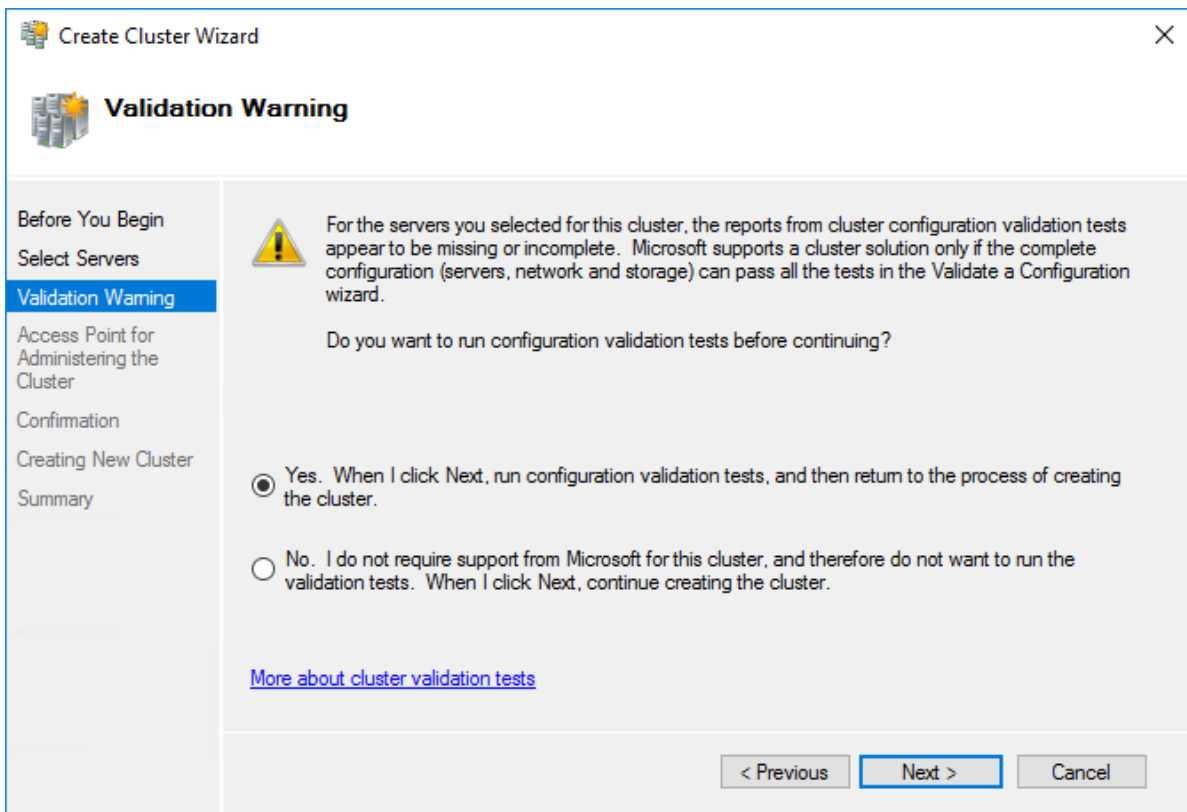 Create Cluster Wizard
Validation Warning
Before You Begin
Select Servers
Validation Warning
Access Point for
Administering the
Cluster
Confirmation
Creating New Cluster
Summary
For the servers you selected for this cluster, the reports from cluster configuration validation tests
appear to be missing or incomplete.  Microsoft supports a cluster solution only if the complete
configuration (servers, network and storage) can pass all the tests in the Validate a Configuration
wizard.
Do you want to run configuration validation tests before continuing?
Yes.  When I click Next, run configuration validation tests, and then return to the process of creating
the cluster.
No.  I do not require support from Microsoft for this cluster, and therefore do not want to run the
validation tests.  When I click Next, continue creating the cluster.
More about cluster validation tests
< Previous
Next >
Cancel